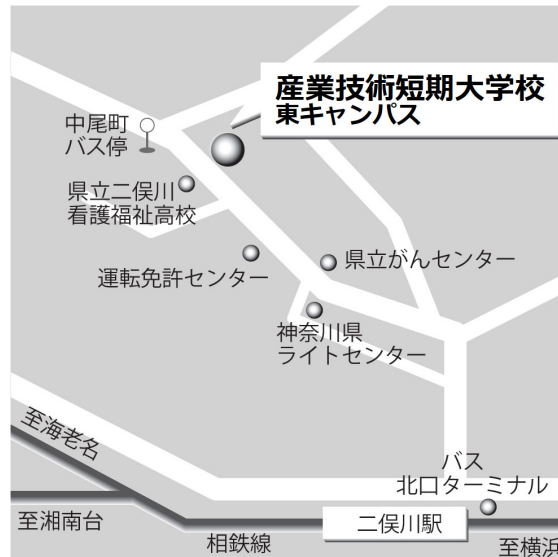 産業技術短期大学校
東キャンパス
中尾町
バス停
県立二俣川
看護福祉高校
運転免許センター
県立がんセンター
神奈川県
ライトセンター
至海老名
バス
北口ターミナル
至湘南台
相鉄線
二俣川駅
至横浜